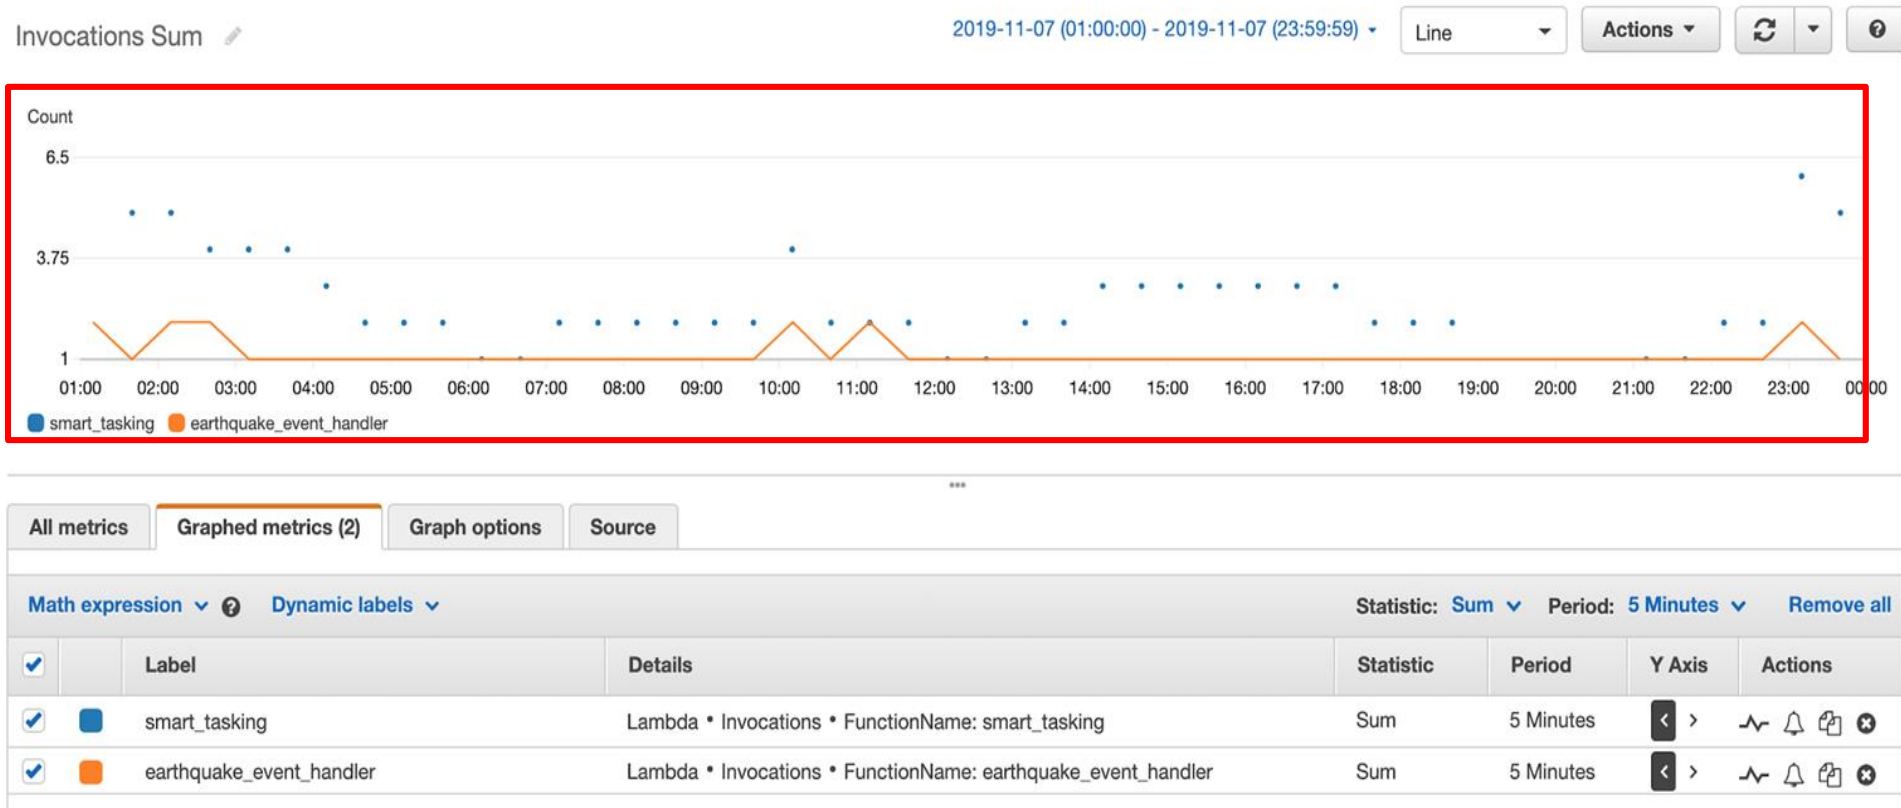 Invocations Sum
2019-11-07 (01:00:00) - 2019-11-07 (23:59:59)
Line
Actions
Count
6.5
3.75
1
01:00 02:00 03:00 04:00 05:00 06:00 07:00 08:00 09:00 10:00 11:00 12:00 13:00 14:00 15:00 16:00 17:00 18:00 19:00 20:00 21:00 22:00 23:00 00:00
smart_tasking earthquake_event_handler
All metrics Graphed metrics (2) Graph options Source
Math expression Dynamic labels Statistic: Sum Period: 5 Minutes Remove all
Label Details Statistic Period Y Axis Actions
smart_tasking Lambda • Invocations • FunctionName: smart_tasking Sum 5 Minutes
earthquake_event_handler Lambda • Invocations • FunctionName: earthquake_event_handler Sum 5 Minutes